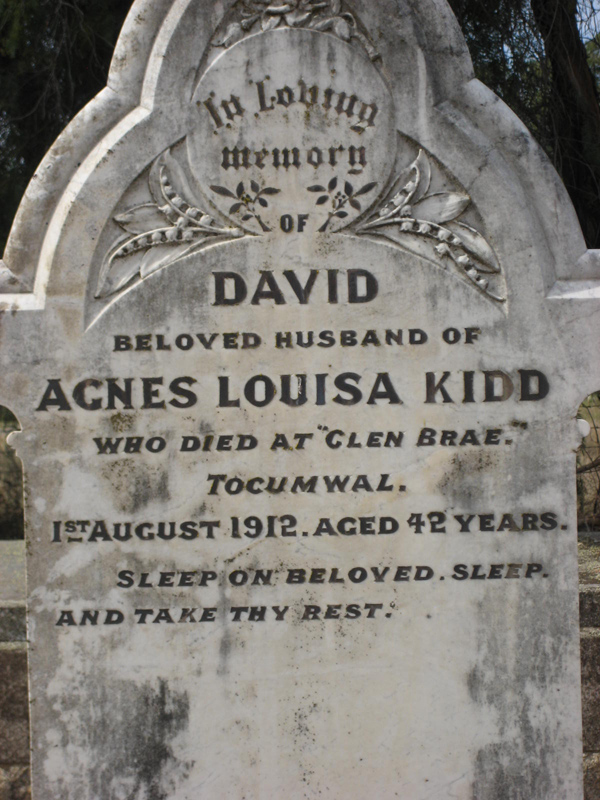 In Loving
memory
OF
DAVID
BELOVED HUSBAND OF
AGNES LOUISA KIDD
WHO DIED AT "GLEN BRAE."
TOCUMWAL.
1ST AUGUST 1912. AGED 42 YEARS.
SLEEP ON BELOVED. SLEEP.
AND TAKE THY REST.